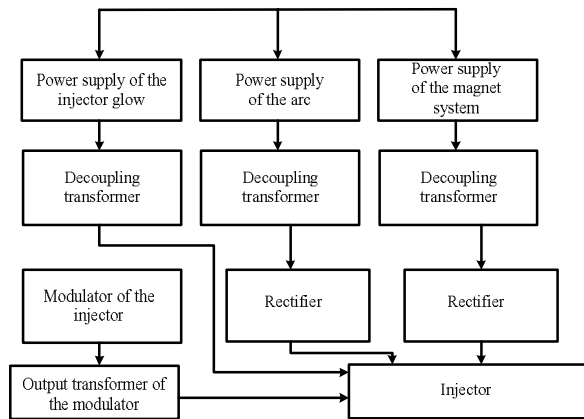 Power supply of the
injector glow
Power supply
of the arc
Power supply
of the magnet
system
Decoupling
transformer
Decoupling
transformer
Decoupling
transformer
Modulator of the
injector
Rectifier
Rectifier
Output transformer of
the modulator
Injector